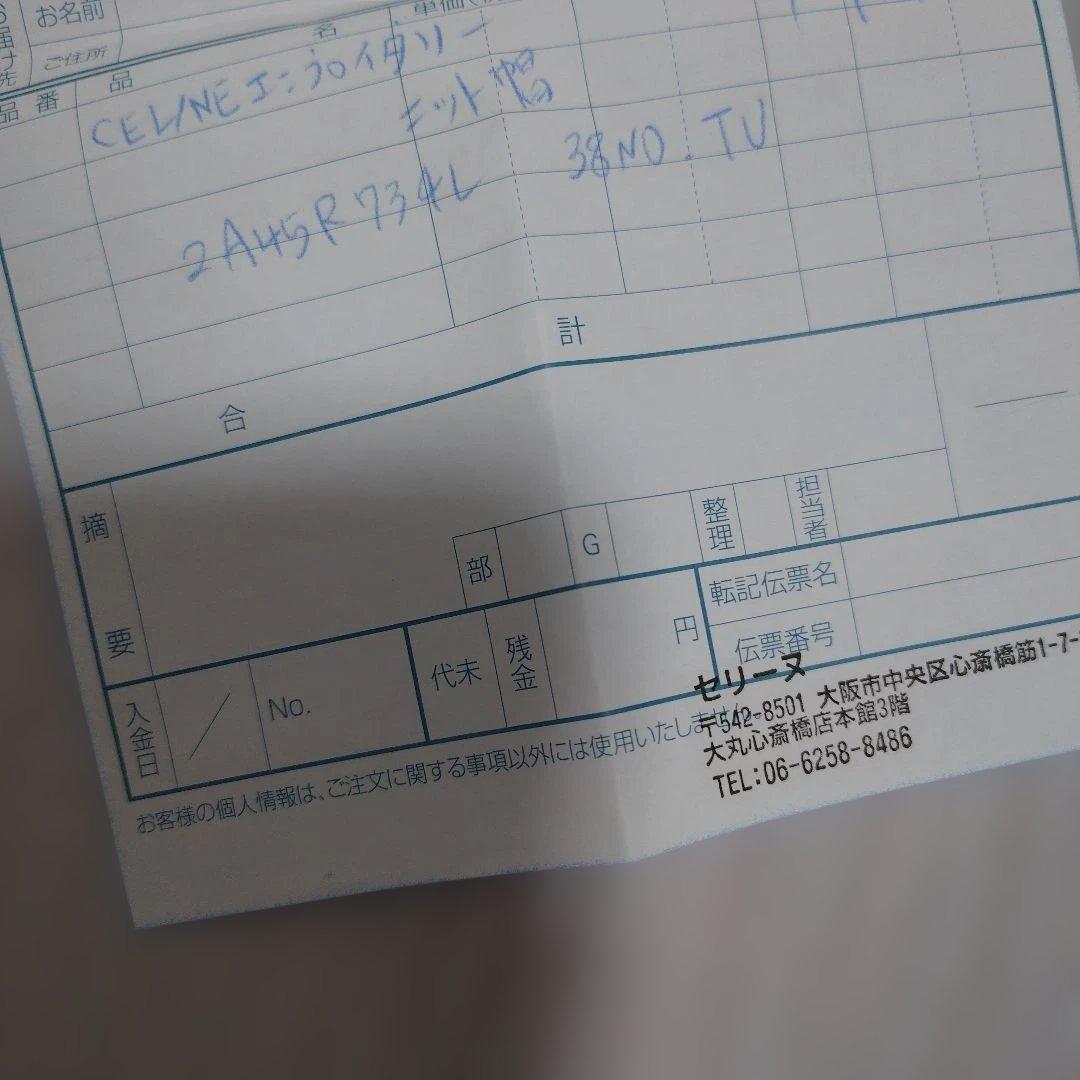 お名前
届け先
ご住所
単価
品番
品 名
CELINE エンブロイダリー
ニット帽
2AH5R734L
38NO.TU
合 計
摘要
部
G
整理
担当者
転記伝票名
伝票番号
入金日
/
No.
代未
残金
円
お客様の個人情報は、ご注文に関する事項以外には使用いたしません。
セリーヌ
〒542-8501 大阪市中央区心斎橋筋1-7-
大丸心斎橋店本館3階
TEL:06-6258-8486